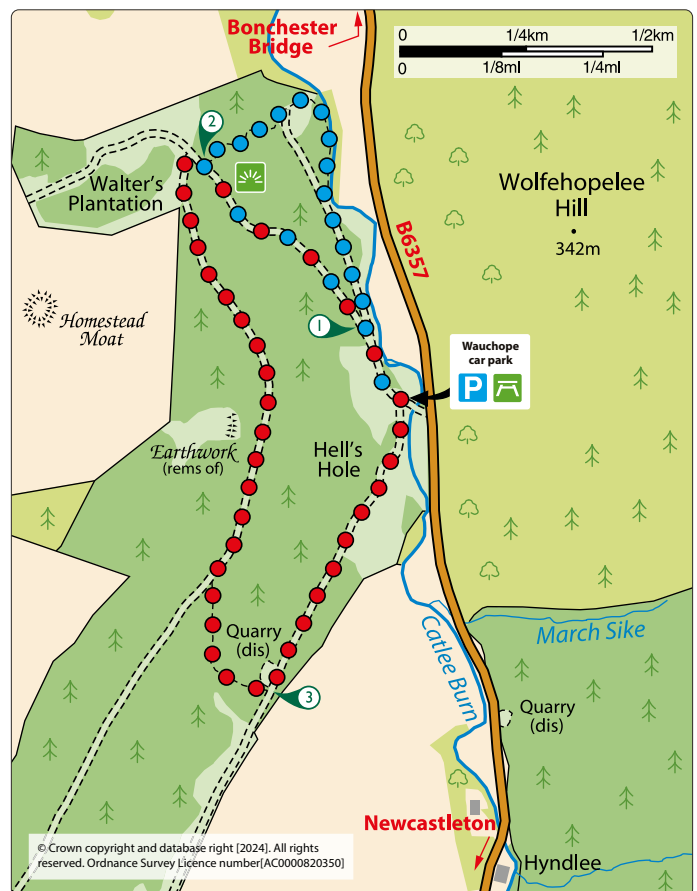 Bonchester
Bridge
0 1/4km 1/2km
0 1/8ml 1/4ml
2
Walter's
Plantation
Wolfehopelee
Hill
342m
B6357
Homestead
Moat
1
Wauchope
car park
P
Earthwork
(rems of)
Hell's
Hole
Quarry
(dis)
March Sike
Catlee Burn
3
Quarry
(dis)
Newcastleton
© Crown copyright and database right [2024]. All rights
reserved. Ordnance Survey Licence number[AC0000820350]
Hyndlee